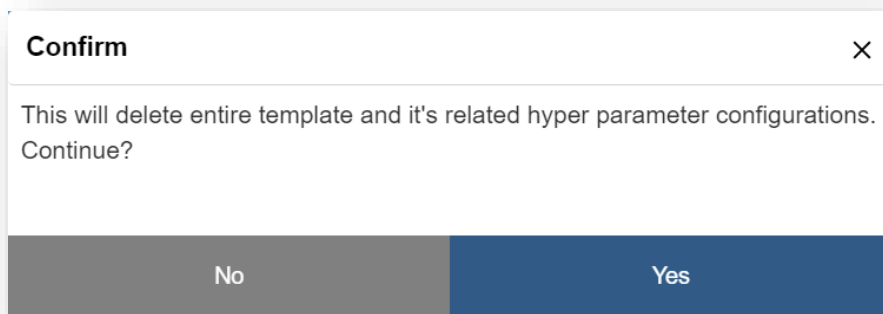 Confirm
This will delete entire template and it's related hyper parameter configurations.
Continue?
No
Yes